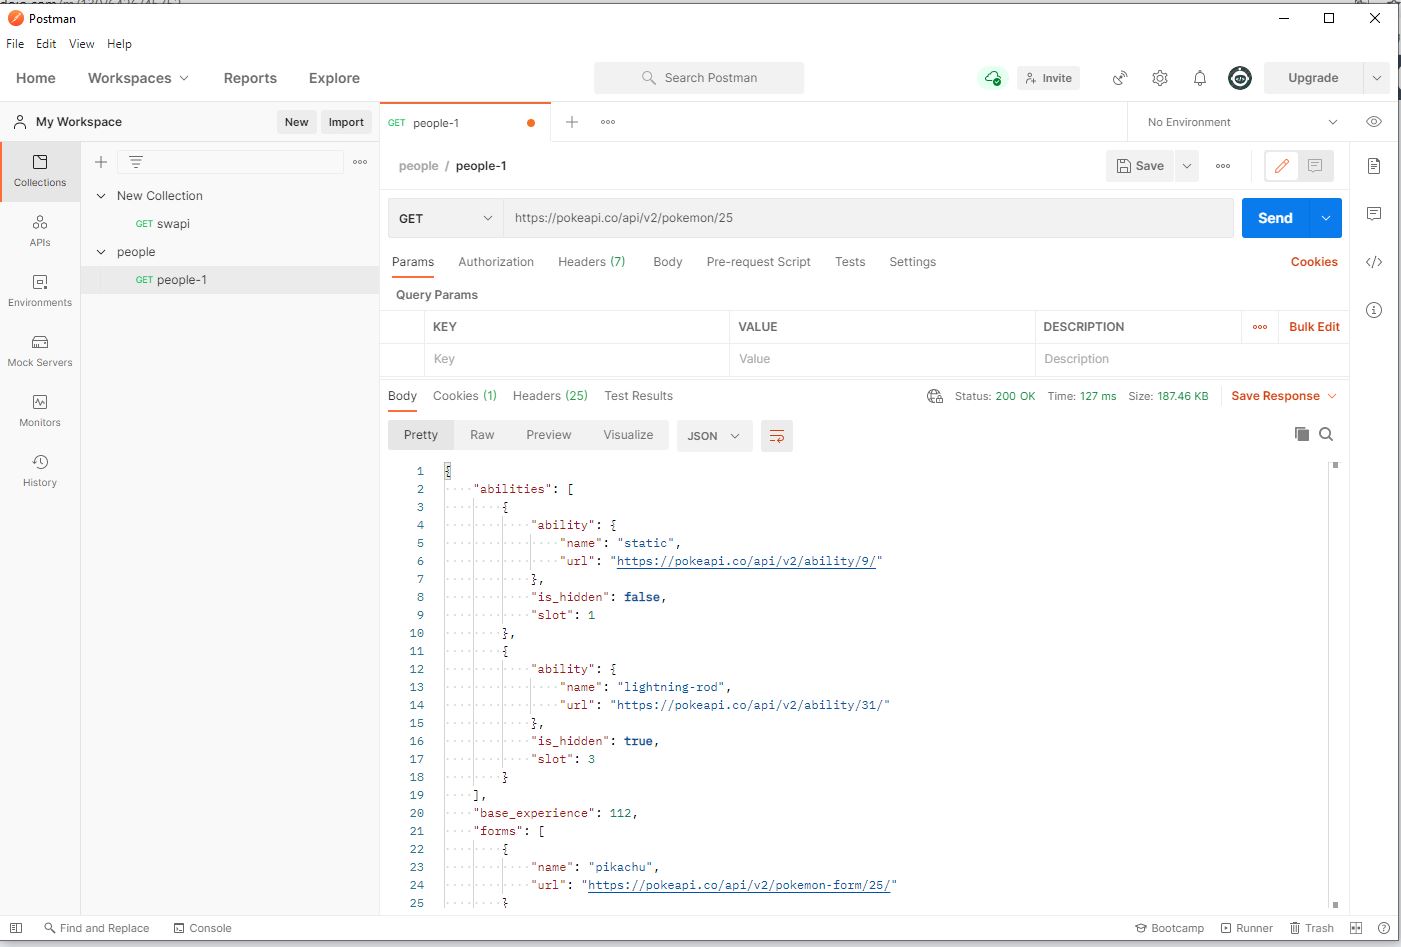 Postman
File Edit View Help
Home Workspaces Reports Explore Search Postman Invite Upgrade
My Workspace New Import GET people-1 No Environment
people / people-1 Save
Collections
New Collection
GET swapi
APIs
people
GET people-1
Environments
Mock Servers
Monitors
History
GET https://pokeapi.co/api/v2/pokemon/25 Send
Params Authorization Headers (7) Body Pre-request Script Tests Settings Cookies
Query Params
KEY VALUE DESCRIPTION Bulk Edit
Key Value Description
Body Cookies (1) Headers (25) Test Results Status: 200 OK Time: 127 ms Size: 187.46 KB Save Response
Pretty Raw Preview Visualize JSON
1 {
2 "abilities": [
3 {
4 "ability": {
5 "name": "static",
6 "url": "https://pokeapi.co/api/v2/ability/9/"
7 },
8 "is_hidden": false,
9 "slot": 1
10 },
11 {
12 "ability": {
13 "name": "lightning-rod",
14 "url": "https://pokeapi.co/api/v2/ability/31/"
15 },
16 "is_hidden": true,
17 "slot": 3
18 }
19 ],
20 "base_experience": 112,
21 "forms": [
22 {
23 "name": "pikachu",
24 "url": "https://pokeapi.co/api/v2/pokemon-form/25/"
25 }
Find and Replace Console Bootcamp Runner Trash